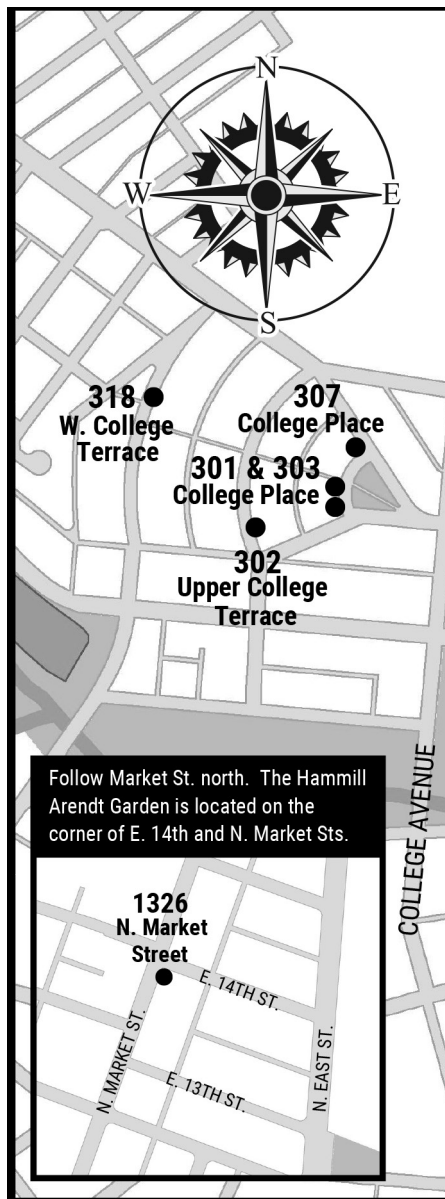 N
W
E
S
318
W. College
Terrace
307
College Place
301 & 303
College Place
302
Upper College
Terrace
COLLEGE AVENUE
Follow Market St. north. The Hammill
Arendt Garden is located on the
corner of E. 14th and N. Market Sts.
1326
N. Market
Street
E. 14TH ST.
N. MARKET ST.
E. 13TH ST.
N. EAST ST.